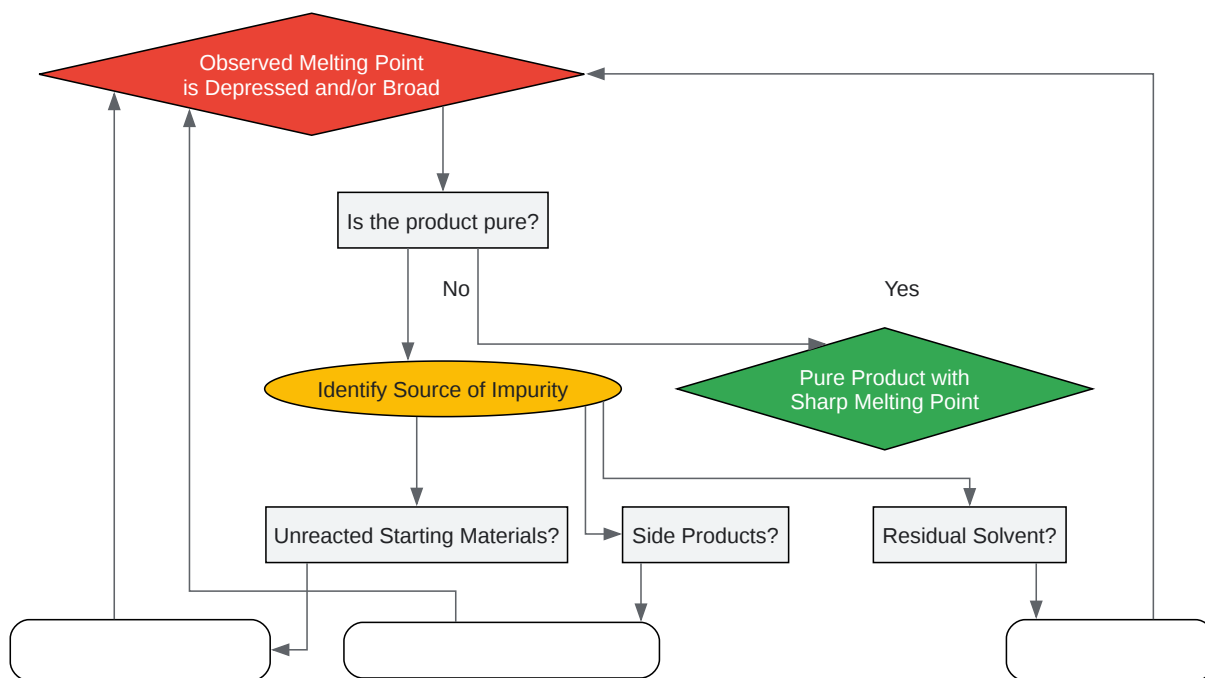 Observed Melting Point
is Depressed and/or Broad
Is the product pure?
No
Yes
Identify Source of Impurity
Pure Product with
Sharp Melting Point
Unreacted Starting Materials?
Side Products?
Residual Solvent?